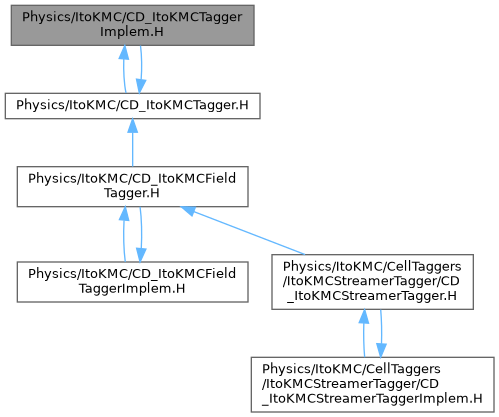 Physics/ItoKMC/CD_ItoKMCTagger
Implem.H
Physics/ItoKMC/CD_ItoKMCTagger.H
Physics/ItoKMC/CD_ItoKMCField
Tagger.H
Physics/ItoKMC/CD_ItoKMCField
TaggerImplem.H
Physics/ItoKMC/CellTaggers
/ItoKMCStreamerTagger/CD
_ItoKMCStreamerTagger.H
Physics/ItoKMC/CellTaggers
/ItoKMCStreamerTagger/CD
_ItoKMCStreamerTaggerImplem.H